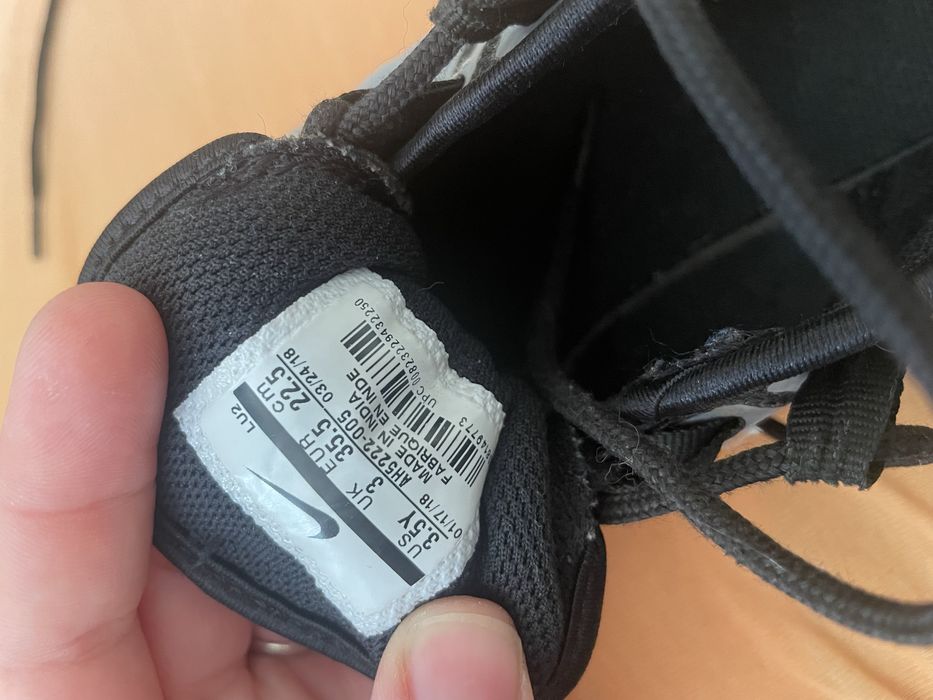 LU2
US UK EUR cm
3.5Y 3 35.5 22.5
01/17/18 AH5222-005 03/24/18
MADE IN INDIA
FABRIQUE EN INDE
UPC 00823229432250